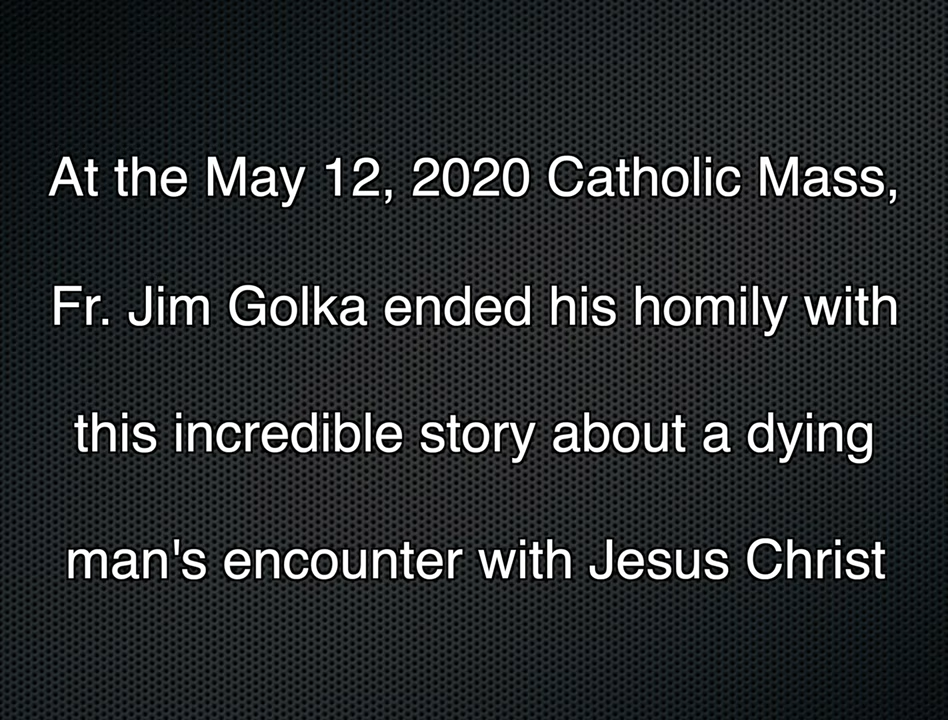 At the May 12, 2020 Catholic Mass,
Fr. Jim Golka ended his homily with
this incredible story about a dying
man's encounter with Jesus Christ